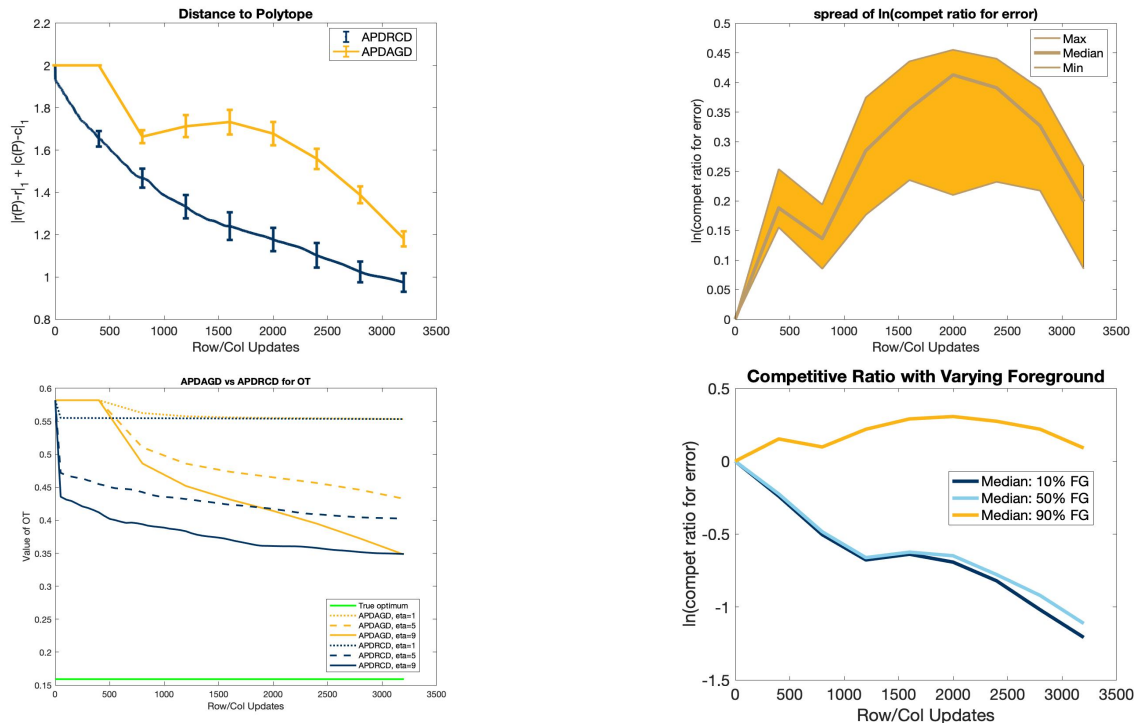 Distance to Polytope
2.2
2
1.8
1.6
1.4
1.2
1
0.8
|r(P)-r|₁ + |c(P)-c|₁
0 500 1000 1500 2000 2500 3000 3500
Row/Col Updates
APDRCD
APDAGD
spread of ln(compet ratio for error)
0.5
0.45
0.4
0.35
0.3
0.25
0.2
0.15
0.1
0.05
0
ln(compet ratio for error)
0 500 1000 1500 2000 2500 3000 3500
Row/Col Updates
Max
Median
Min
APDAGD vs APDRCD for OT
0.6
0.55
0.5
0.45
0.4
0.35
0.3
0.25
0.2
0.15
Value of OT
0 500 1000 1500 2000 2500 3000 3500
Row/Col Updates
True optimum
APDAGD, eta=1
APDAGD, eta=5
APDAGD, eta=9
APDRCD, eta=1
APDRCD, eta=5
APDRCD, eta=9
Competitive Ratio with Varying Foreground
0.5
0
-0.5
-1
-1.5
ln(compet ratio for error)
0 500 1000 1500 2000 2500 3000 3500
Row/Col Updates
Median: 10% FG
Median: 50% FG
Median: 90% FG